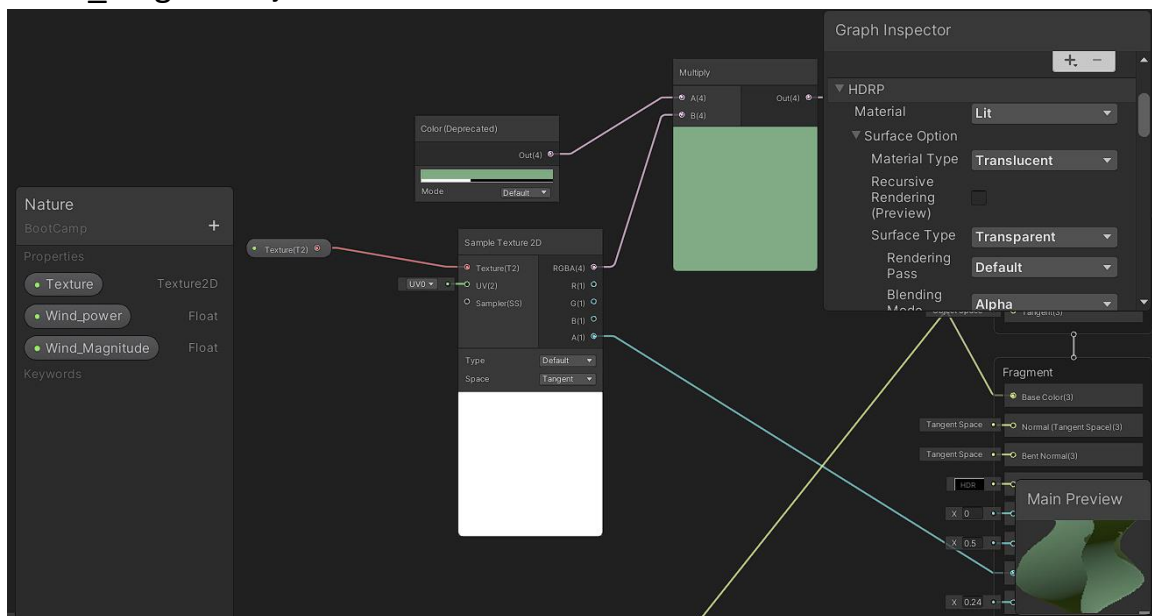 Graph Inspector
HDRP
Material Lit
Surface Option
Material Type Translucent
Recursive
Rendering
(Preview)
Surface Type Transparent
Rendering
Pass Default
Blending
Alpha
Multiply
A(4) Out(4)
B(4)
Color (Deprecated)
Out(4)
Mode Default
Nature
BootCamp
Properties
Texture Texture2D
Wind_power Float
Wind_Magnitude Float
Keywords
Texture(T2)
Sample Texture 2D
Texture(T2) RGBA(4)
UV0 UV(2) R(1)
Sampler(SS) G(1)
B(1)
A(1)
Type Default
Space Tangent
Tangent(3)
Fragment
Base Color(3)
Tangent Space Normal (Tangent Space)(3)
Tangent Space Bent Normal(3)
HDR
X 0
X 0.5
X 0.24
Main Preview